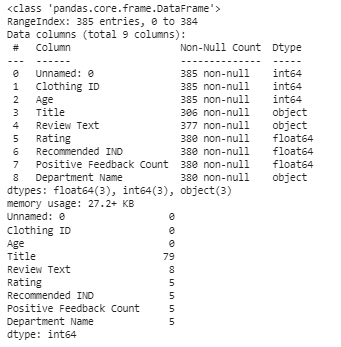 <class 'pandas.core.frame.DataFrame'>
RangeIndex: 385 entries, 0 to 384
Data columns (total 9 columns):
 #   Column                   Non-Null Count  Dtype
---  ------                   --------------  -----
 0   Unnamed: 0               385 non-null    int64
 1   Clothing ID              385 non-null    int64
 2   Age                      385 non-null    int64
 3   Title                    306 non-null    object
 4   Review Text              377 non-null    object
 5   Rating                   380 non-null    float64
 6   Recommended IND          380 non-null    float64
 7   Positive Feedback Count  380 non-null    float64
 8   Department Name          380 non-null    object
dtypes: float64(3), int64(3), object(3)
memory usage: 27.2+ KB
Unnamed: 0                  0
Clothing ID                 0
Age                         0
Title                      79
Review Text                 8
Rating                      5
Recommended IND             5
Positive Feedback Count     5
Department Name             5
dtype: int64